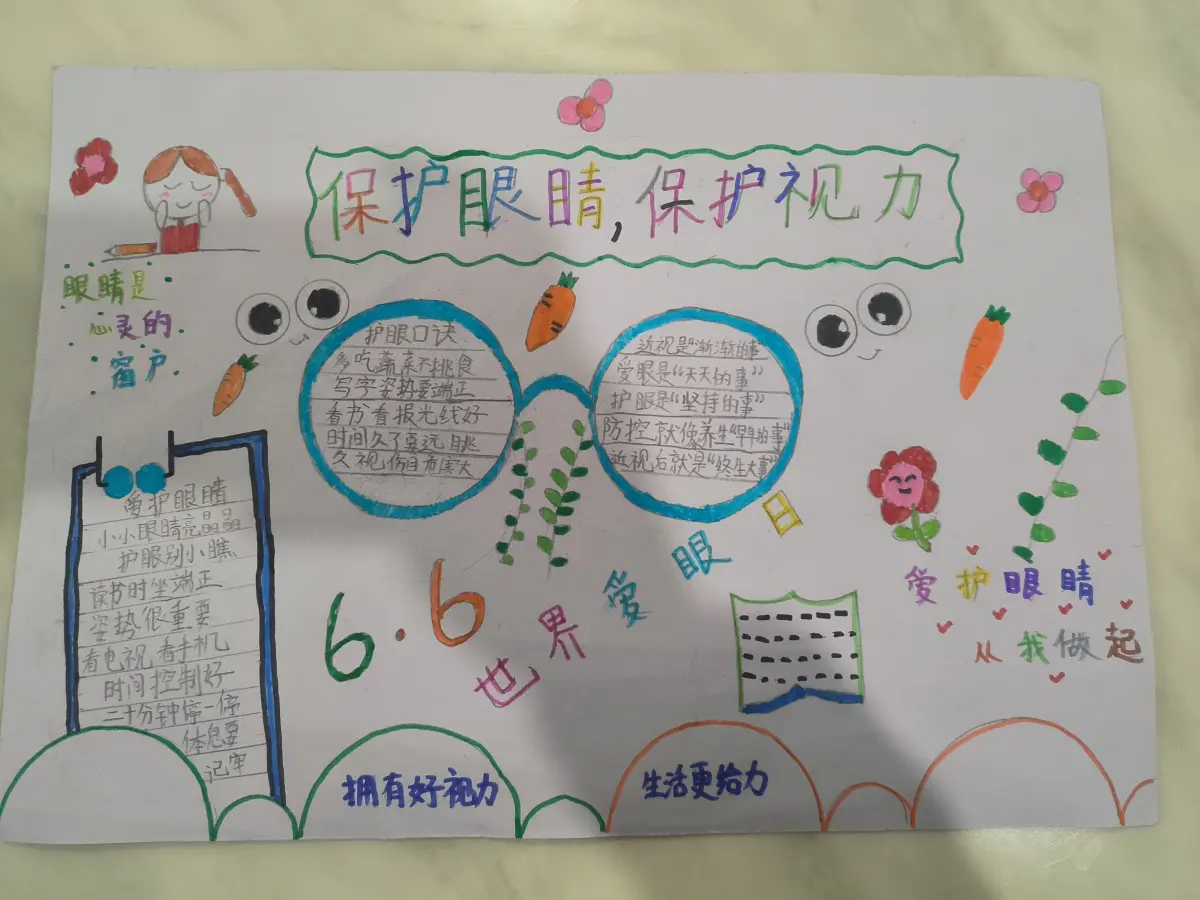 保护眼睛,保护视力
眼睛是
心灵的
窗户
护眼口诀
多吃蔬菜不挑食
写字姿势要端正
看书看报光线好
时间久了要远眺
久视伤目有害大
近视是“渐渐的事”
爱眼是“天天的事”
护眼是“坚持的事”
防控就像养生“早早的事”
近视后就是“终生大事”
爱护眼睛
小小眼睛亮晶晶
护眼别小瞧
读书时坐端正
姿势很重要
看电视看手机
时间控制好
二十分钟停一停
体息要
记牢
6.6
世界爱眼日
爱护眼睛
从我做起
拥有好视力
生活更给力